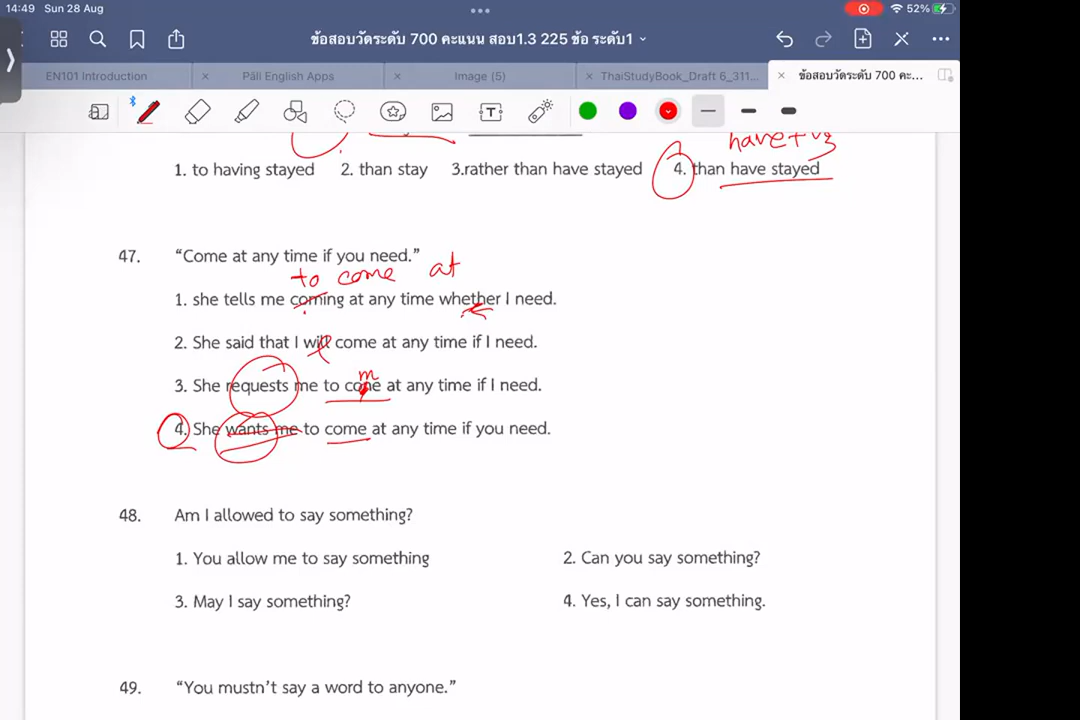 14:49 Sun 28 Aug
52%
ข้อสอบวัดระดับ 700 คะแนน สอบ1.3 225 ข้อ ระดับ1
EN101 Introduction
Pāli English Apps
Image (5)
ThaiStudyBook_Draft 6_311...
ข้อสอบวัดระดับ 700 คะ...
have+v3
1. to having stayed 2. than stay 3.rather than have stayed 4. than have stayed
47. “Come at any time if you need.”
to come at
1. she tells me coming at any time whether I need.
2. She said that I will come at any time if I need.
m
3. She requests me to come at any time if I need.
4. She wants me to come at any time if you need.
48. Am I allowed to say something?
1. You allow me to say something 2. Can you say something?
3. May I say something? 4. Yes, I can say something.
49. “You mustn’t say a word to anyone.”